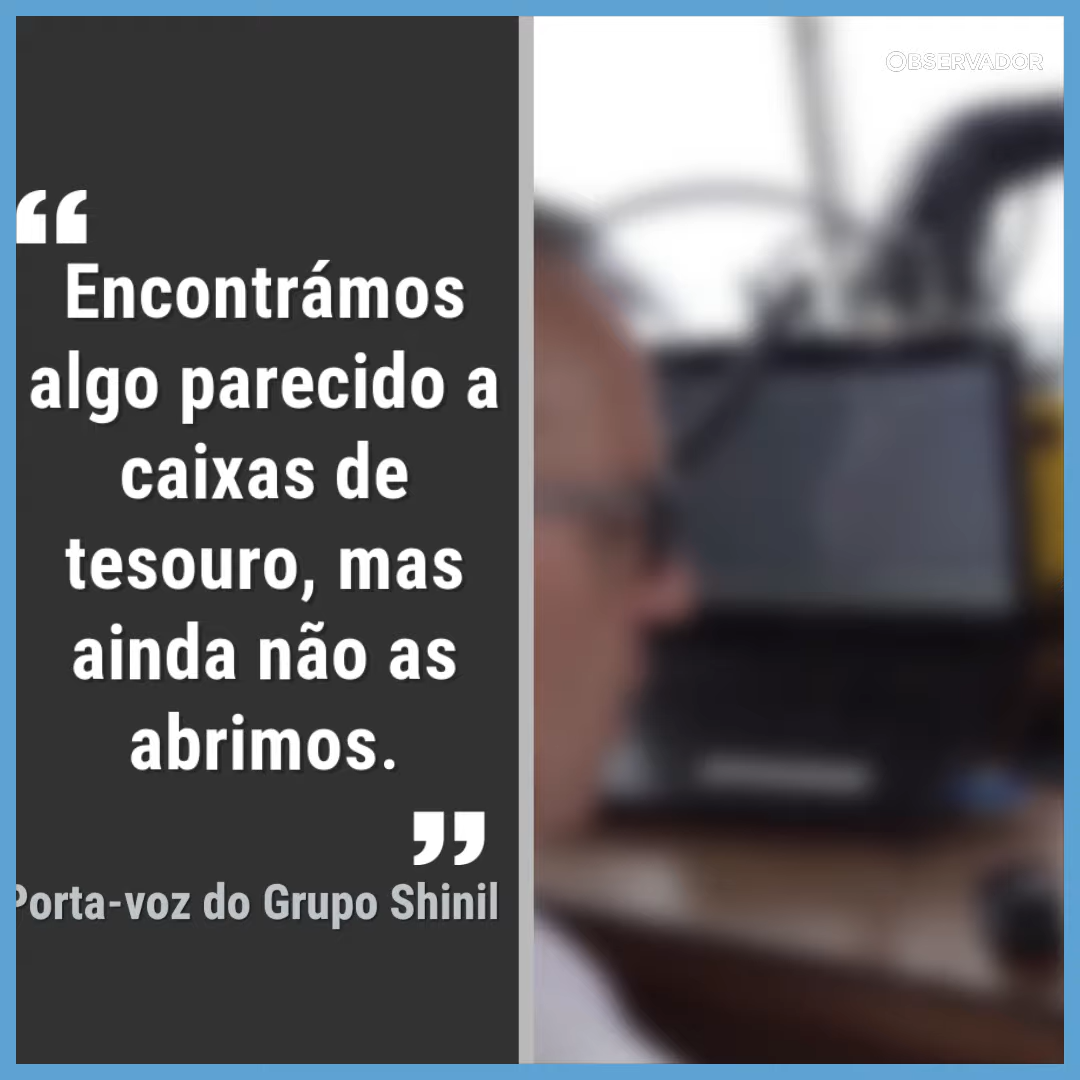 OBSERVADOR
“
Encontrámos
algo parecido a
caixas de
tesouro, mas
ainda não as
abrimos.
”
Porta-voz do Grupo Shinil